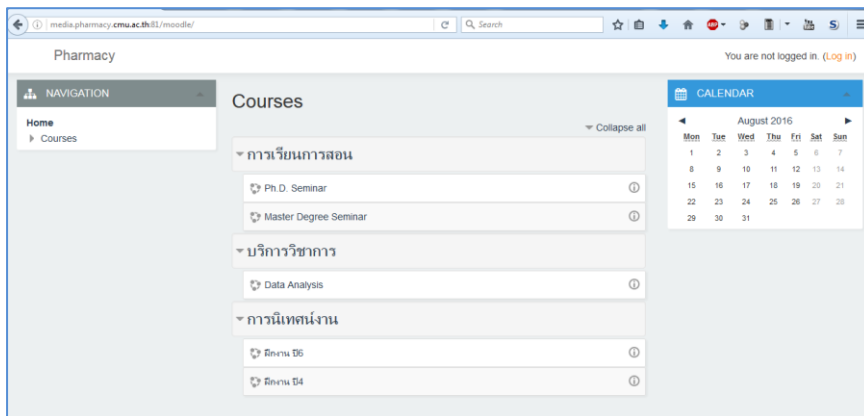 media.pharmacy.cmu.ac.th:81/moodle/
Search
Pharmacy
You are not logged in. (Log in)
NAVIGATION
Home
Courses
Courses
Collapse all
การเรียนการสอน
Ph.D. Seminar
Master Degree Seminar
บริการวิชาการ
Data Analysis
การนิเทศน์งาน
ฝึกงาน ปี6
ฝึกงาน ปี4
CALENDAR
August 2016
Mon Tue Wed Thu Fri Sat Sun
1 2 3 4 5 6 7
8 9 10 11 12 13 14
15 16 17 18 19 20 21
22 23 24 25 26 27 28
29 30 31